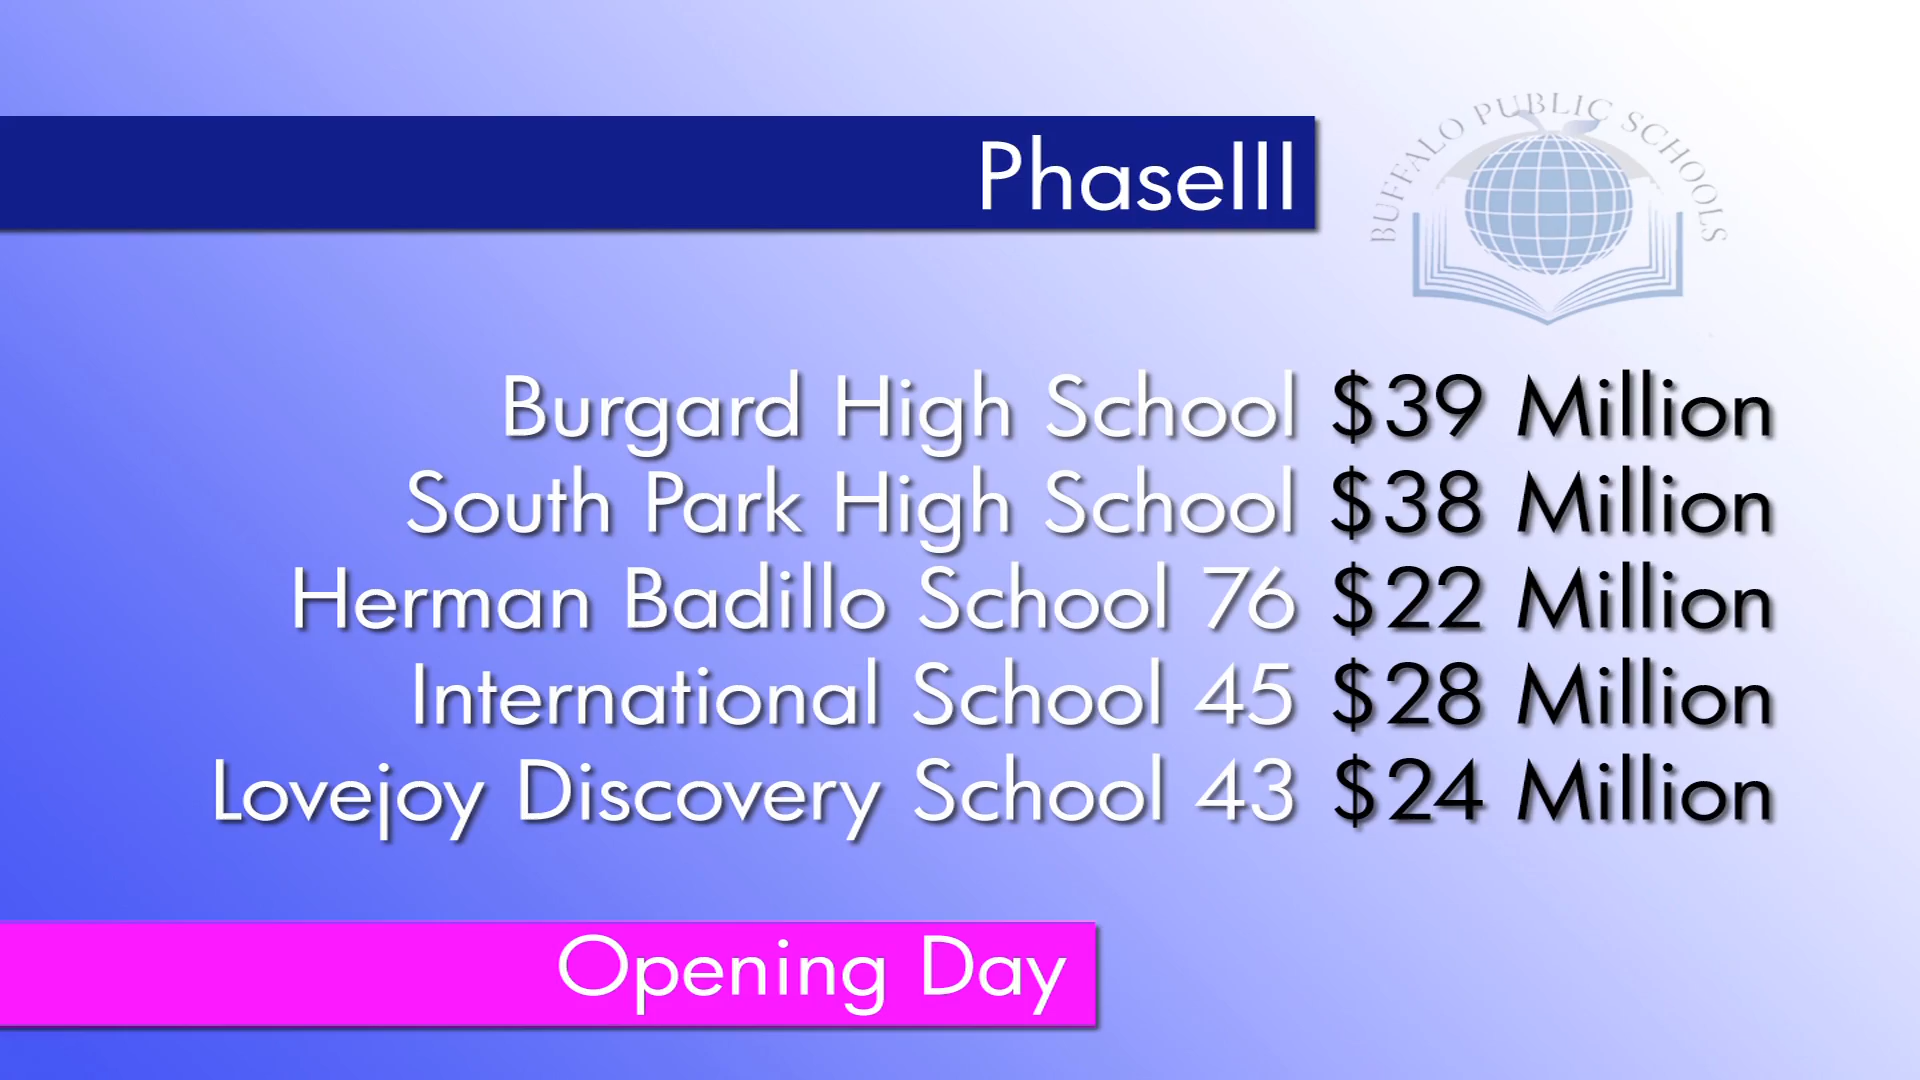 BUFFALO PUBLIC SCHOOLS
PhaseIII
Burgard High School $39 Million
South Park High School $38 Million
Herman Badillo School 76 $22 Million
International School 45 $28 Million
Lovejoy Discovery School 43 $24 Million
Opening Day